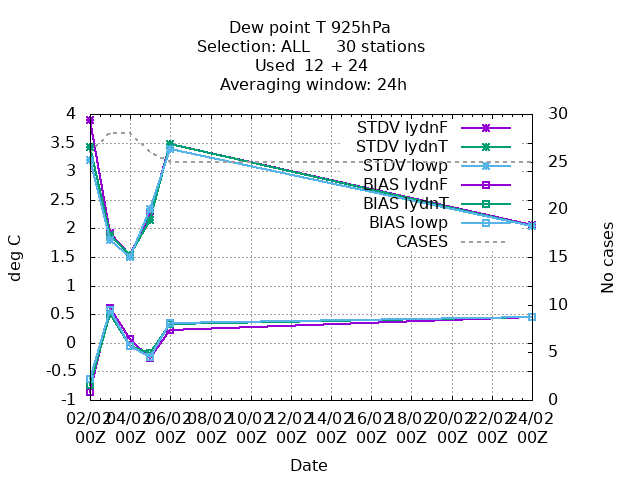 Dew point T 925hPa
Selection: ALL     30 stations
Used  12 + 24
Averaging window: 24h
4
3.5
3
2.5
2
1.5
1
0.5
0
-0.5
-1
30
25
20
15
10
5
0
STDV lydnF
STDV lydnT
STDV lowp
BIAS lydnF
BIAS lydnT
BIAS lowp
CASES
deg C
No cases
02/02 04/02 06/02 08/02 10/02 12/02 14/02 16/02 18/02 20/02 22/02 24/02
00Z 00Z 00Z 00Z 00Z 00Z 00Z 00Z 00Z 00Z 00Z 00Z
Date